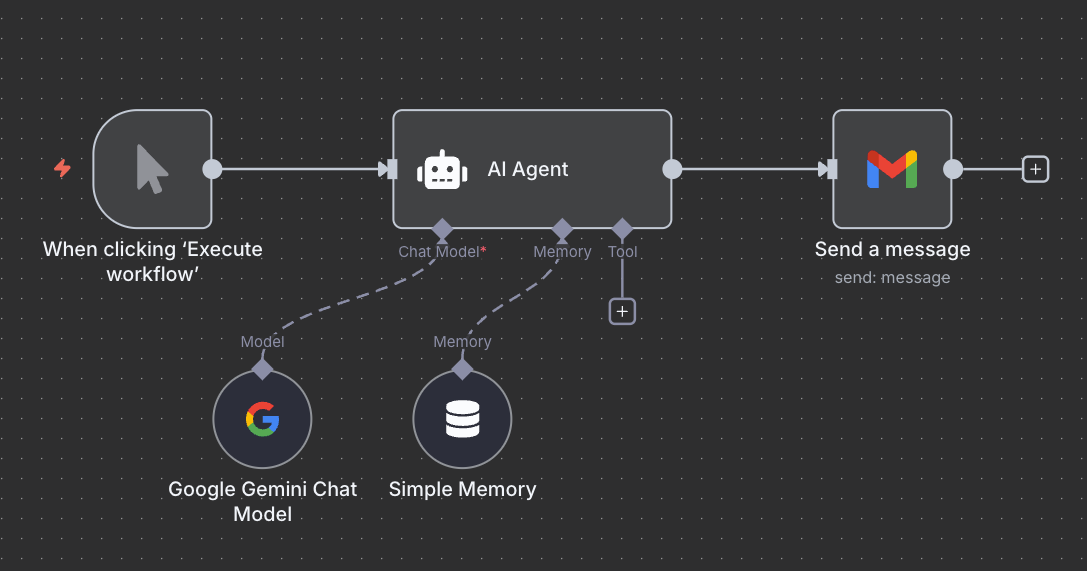 AI Agent
When clicking ‘Execute
workflow’
Chat Model*
Memory
Tool
Send a message
send: message
Model
Memory
Google Gemini Chat
Model
Simple Memory